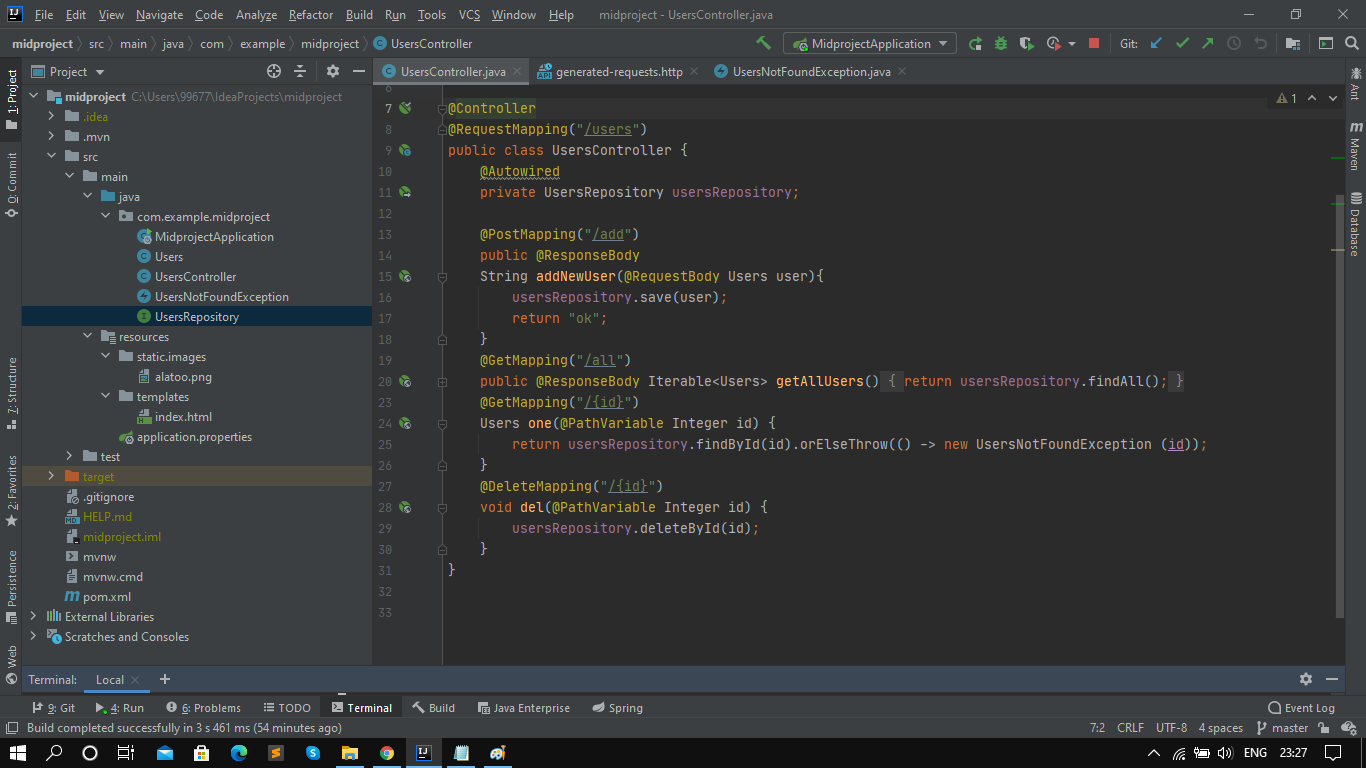 File Edit View Navigate Code Analyze Refactor Build Run Tools VCS Window Help midproject - UsersController.java
midproject src main java com example midproject UsersController MidprojectApplication Git:
Project UsersController.java generated-requests.http UsersNotFoundException.java
1: Project
Commit
7: Structure
2: Favorites
Persistence
Web
midproject C:\Users\99677\IdeaProjects\midproject
.idea
.mvn
src
main
java
com.example.midproject
MidprojectApplication
Users
UsersController
UsersNotFoundException
UsersRepository
resources
static.images
alatoo.png
templates
index.html
application.properties
test
target
.gitignore
HELP.md
midproject.iml
mvnw
mvnw.cmd
pom.xml
External Libraries
Scratches and Consoles
6
7 @Controller
8 @RequestMapping("/users")
9 public class UsersController {
10 @Autowired
11 private UsersRepository usersRepository;
12
13 @PostMapping("/add")
14 public @ResponseBody
15 String addNewUser(@RequestBody Users user){
16 usersRepository.save(user);
17 return "ok";
18 }
19 @GetMapping("/all")
20 public @ResponseBody Iterable<Users> getAllUsers() { return usersRepository.findAll(); }
23 @GetMapping("/{id}")
24 Users one(@PathVariable Integer id) {
25 return usersRepository.findById(id).orElseThrow(() -> new UsersNotFoundException (id));
26 }
27 @DeleteMapping("/{id}")
28 void del(@PathVariable Integer id) {
29 usersRepository.deleteById(id);
30 }
31 }
32
33
1
Ant
Maven
Database
Terminal: Local
9: Git 4: Run 6: Problems TODO Terminal Build Java Enterprise Spring Event Log
Build completed successfully in 3 s 461 ms (54 minutes ago) 7:2 CRLF UTF-8 4 spaces master
ENG 23:27